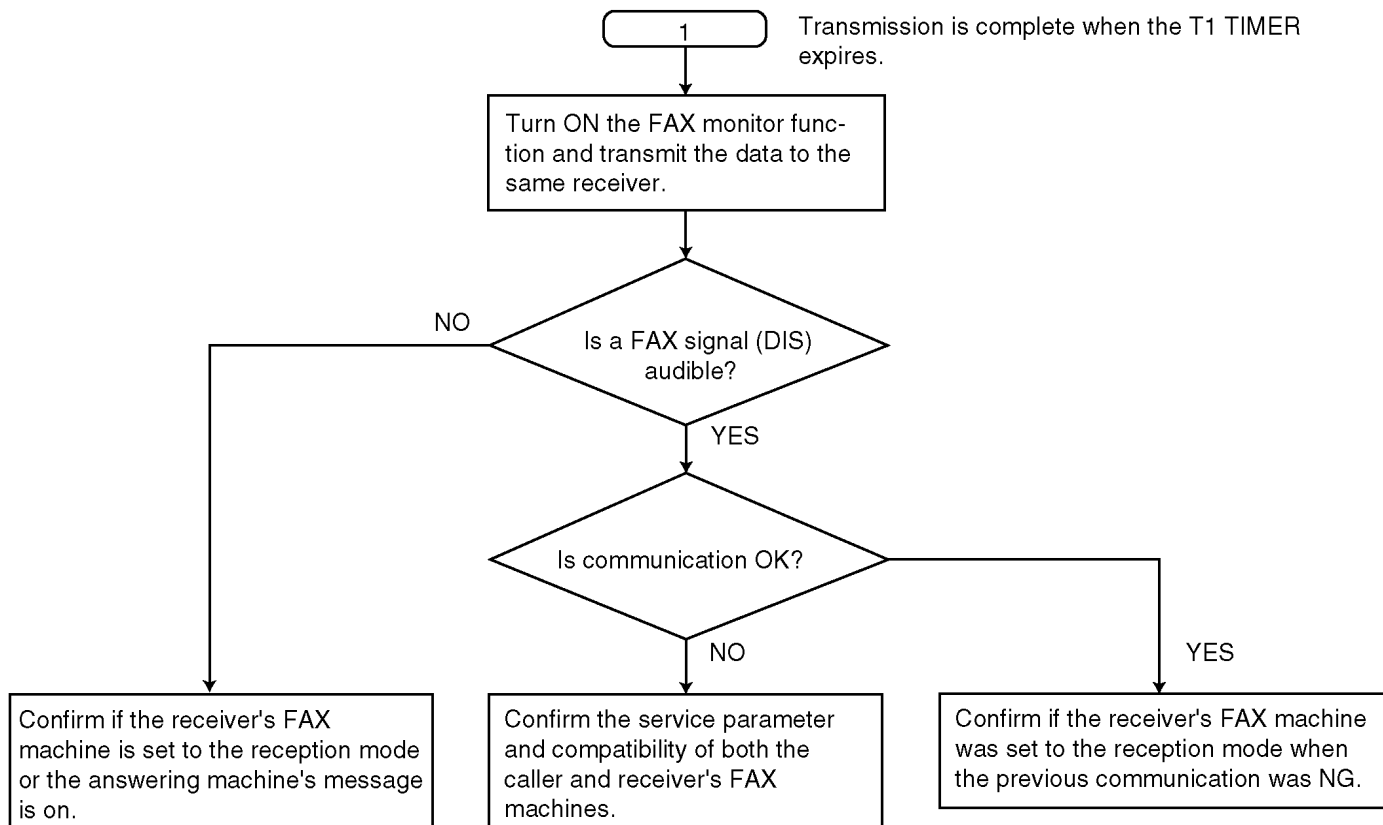 1
Transmission is complete when the T1 TIMER
expires.
Turn ON the FAX monitor func-
tion and transmit the data to the
same receiver.
NO
Is a FAX signal (DIS)
audible?
YES
Is communication OK?
NO
YES
Confirm if the receiver's FAX
machine is set to the reception mode
or the answering machine's message
is on.
Confirm the service parameter
and compatibility of both the
caller and receiver's FAX
machines.
Confirm if the receiver's FAX machine
was set to the reception mode when
the previous communication was NG.